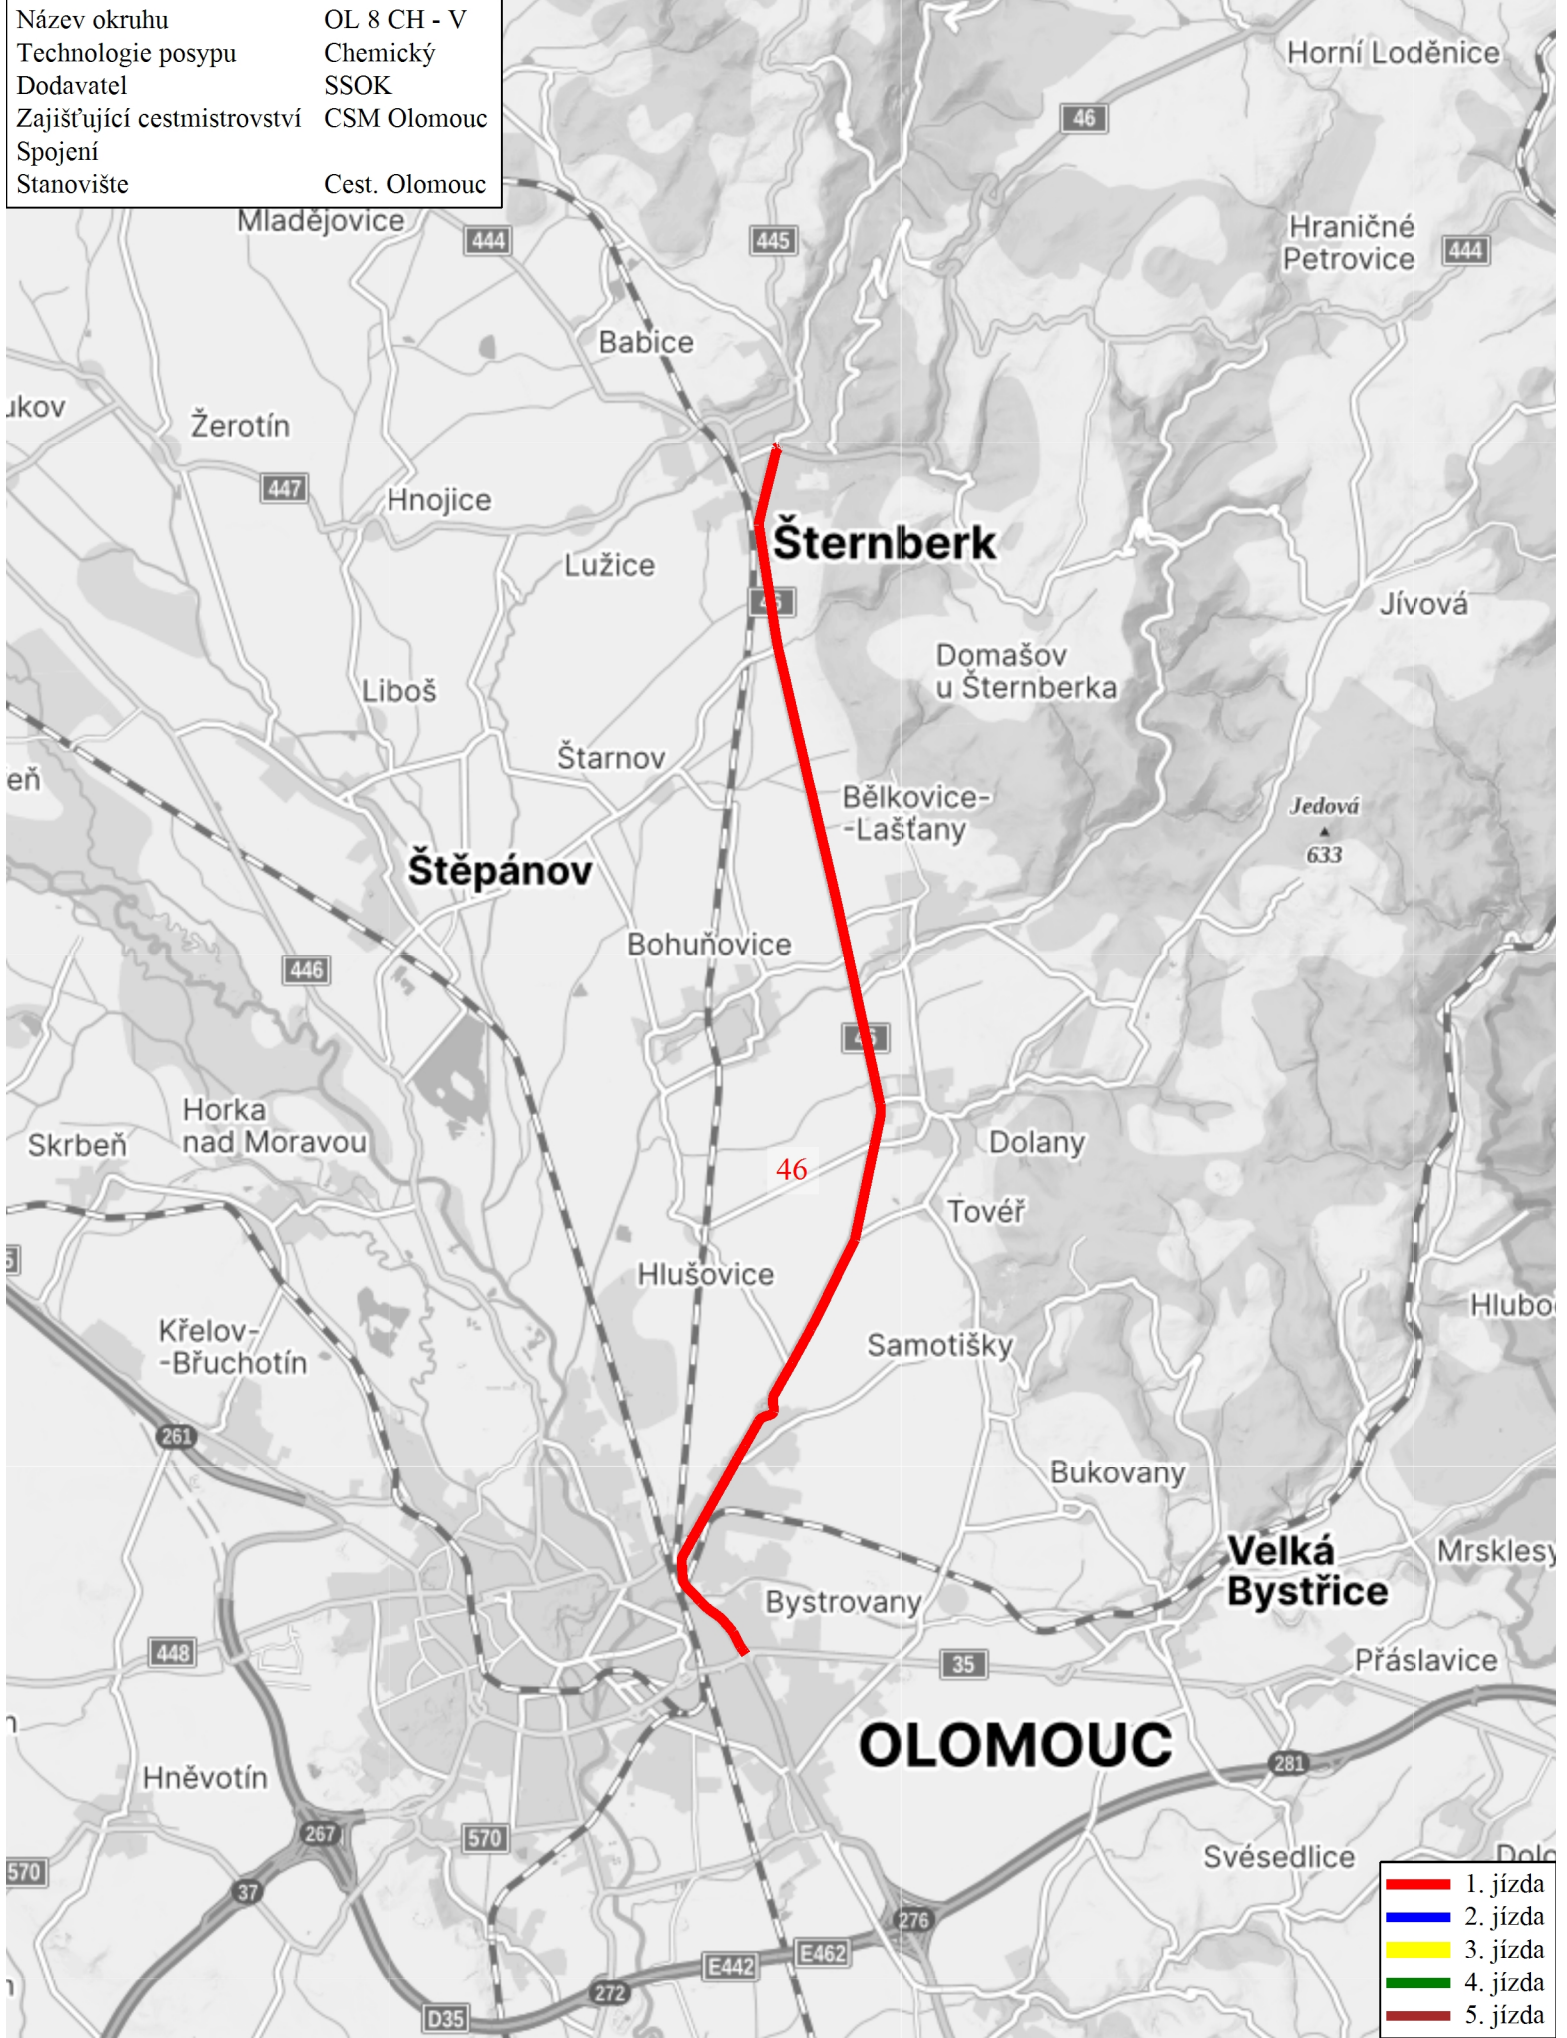 Název okruhu OL 8 CH - V
Technologie posypu Chemický
Dodavatel SSOK
Zajišťující cestmistrovství CSM Olomouc
Spojení
Stanovište Cest. Olomouc
Horní Loděnice
46
Mladějovice
444
445
Hraničné
Petrovice
444
Babice
Žerotín
447
Hnojice
Šternberk
Lužice
46
Jívová
Domašov
u Šternberka
Liboš
Štarnov
Bělkovice-
-Lašťany
Jedová
633
Štěpánov
Bohuňovice
446
46
Horka
nad Moravou
Skrbeň
Dolany
46
Tovéř
Hlušovice
Křelov-
-Břuchotín
Samotišky
261
Bukovany
Velká
Bystřice
Mrsklesy
Bystrovany
448
35
Přáslavice
OLOMOUC
281
Hněvotín
267
570
Svésedlice
570
37
276
E442
E462
272
D35
1. jízda
2. jízda
3. jízda
4. jízda
5. jízda